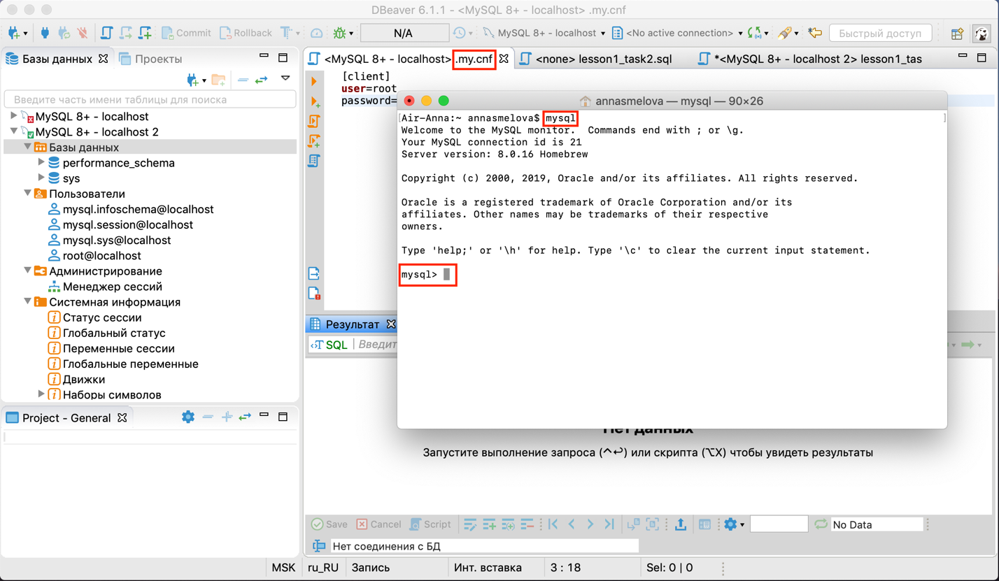 DBeaver 6.1.1 - <MySQL 8+ - localhost> .my.cnf
Commit
Rollback
N/A
MySQL 8+ - localhost
<No active connection>
Быстрый доступ
Базы данных
Проекты
<MySQL 8+ - localhost> .my.cnf
<none> lesson1_task2.sql
*<MySQL 8+ - localhost 2> lesson1_tas
Введите часть имени таблицы для поиска
MySQL 8+ - localhost
MySQL 8+ - localhost 2
Базы данных
performance_schema
sys
Пользователи
mysql.infoschema@localhost
mysql.session@localhost
mysql.sys@localhost
root@localhost
Администрирование
Менеджер сессий
Системная информация
Статус сессии
Глобальный статус
Переменные сессии
Глобальные переменные
Движки
Наборы символов
Project - General
[client]
user=root
password=
annasmelova — mysql — 90×26
[Air-Anna:~ annasmelova$ mysql ]
Welcome to the MySQL monitor.  Commands end with ; or \g.
Your MySQL connection id is 21
Server version: 8.0.16 Homebrew
Copyright (c) 2000, 2019, Oracle and/or its affiliates. All rights reserved.
Oracle is a registered trademark of Oracle Corporation and/or its
affiliates. Other names may be trademarks of their respective
owners.
Type 'help;' or '\h' for help. Type '\c' to clear the current input statement.
mysql>
Результат
SQL
Введит
Нет данных
Запустите выполнение запроса (^↩) или скрипта (⌥X) чтобы увидеть результаты
Save
Cancel
Script
No Data
Нет соединения с БД
MSK
ru_RU
Запись
Инт. вставка
3 : 18
Sel: 0 | 0